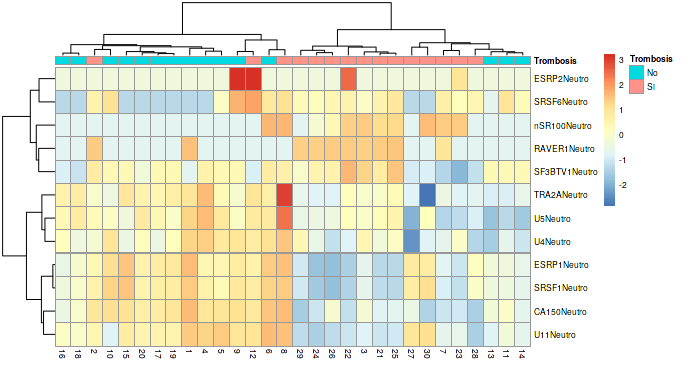 Trombosis
3
2
1
0
-1
-2
Trombosis
No
Si
ESRP2Neutro
SRSF6Neutro
nSR100Neutro
RAVER1Neutro
SF3BTV1Neutro
TRA2ANeutro
U5Neutro
U4Neutro
ESRP1Neutro
SRSF1Neutro
CA150Neutro
U11Neutro
16 18 2 10 15 20 17 19 1 4 5 9 12 6 8 29 24 26 22 3 21 25 27 30 7 23 28 13 11 14